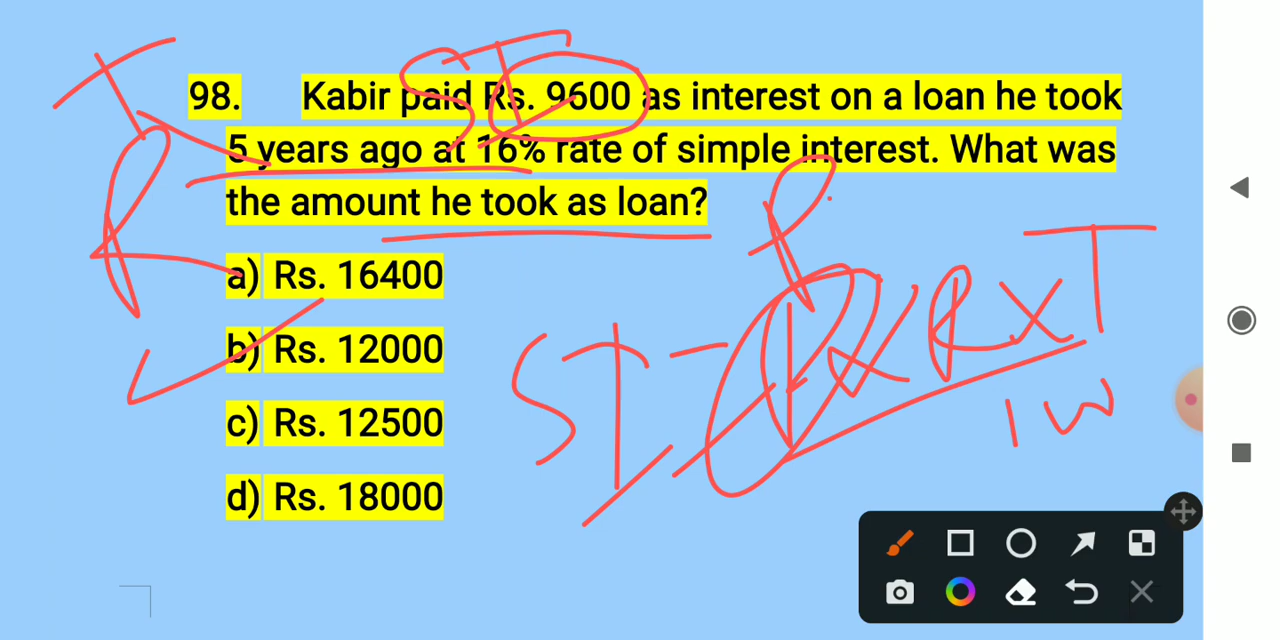 SI
T
98. Kabir paid Rs. 9600 as interest on a loan he took
5 years ago at 16% rate of simple interest. What was
the amount he took as loan?
R
P
a) Rs. 16400
b) Rs. 12000
c) Rs. 12500
d) Rs. 18000
SI = P x R x T
100